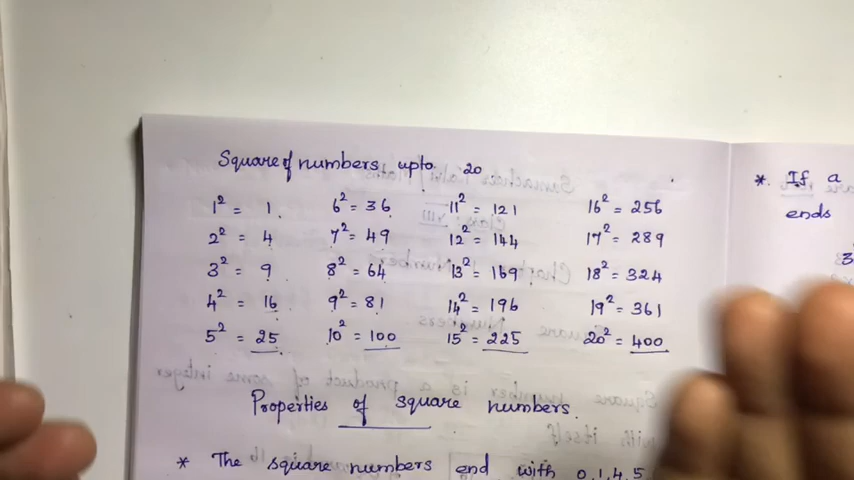 Square of numbers upto 20
1² = 1. 6² = 36 11² = 121 16² = 256
2² = 4 7² = 49 12² = 144 17² = 289
3² = 9 8² = 64 13² = 169 18² = 324
4² = 16 9² = 81 14² = 196 19² = 361
5² = 25 10² = 100 15² = 225 20² = 400
Properties of square numbers.
* The square numbers end with 0,1,4,5
* If a
ends
3